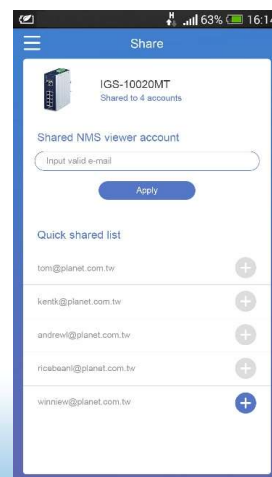 H 63% 16:14
Share
IGS-10020MT
Shared to 4 accounts
Shared NMS viewer account
Input valid e-mail
Apply
Quick shared list
tom@planet.com.tw
kentk@planet.com.tw
andrewl@planet.com.tw
ricebeanl@planet.com.tw
winniew@planet.com.tw